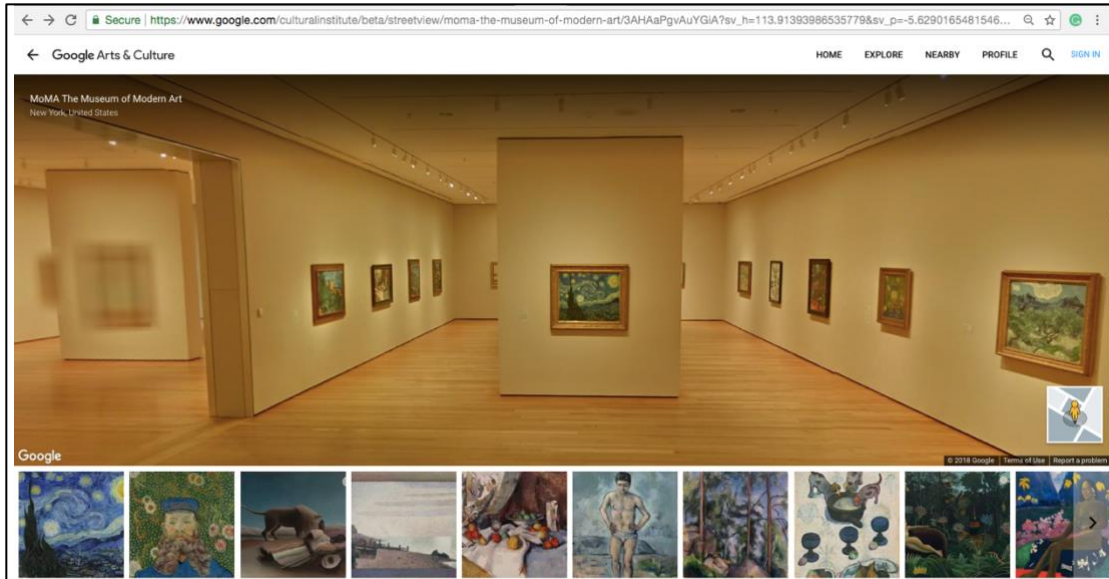 Secure https://www.google.com/culturalinstitute/beta/streetview/moma-the-museum-of-modern-art/3AHAaPgvAuYGiA?sv_h=113.91393986535779&sv_p=-5.6290165481546...
Google Arts & Culture HOME EXPLORE NEARBY PROFILE SIGN IN
MoMA The Museum of Modern Art
New York, United States
Google © 2018 Google Terms of Use Report a problem